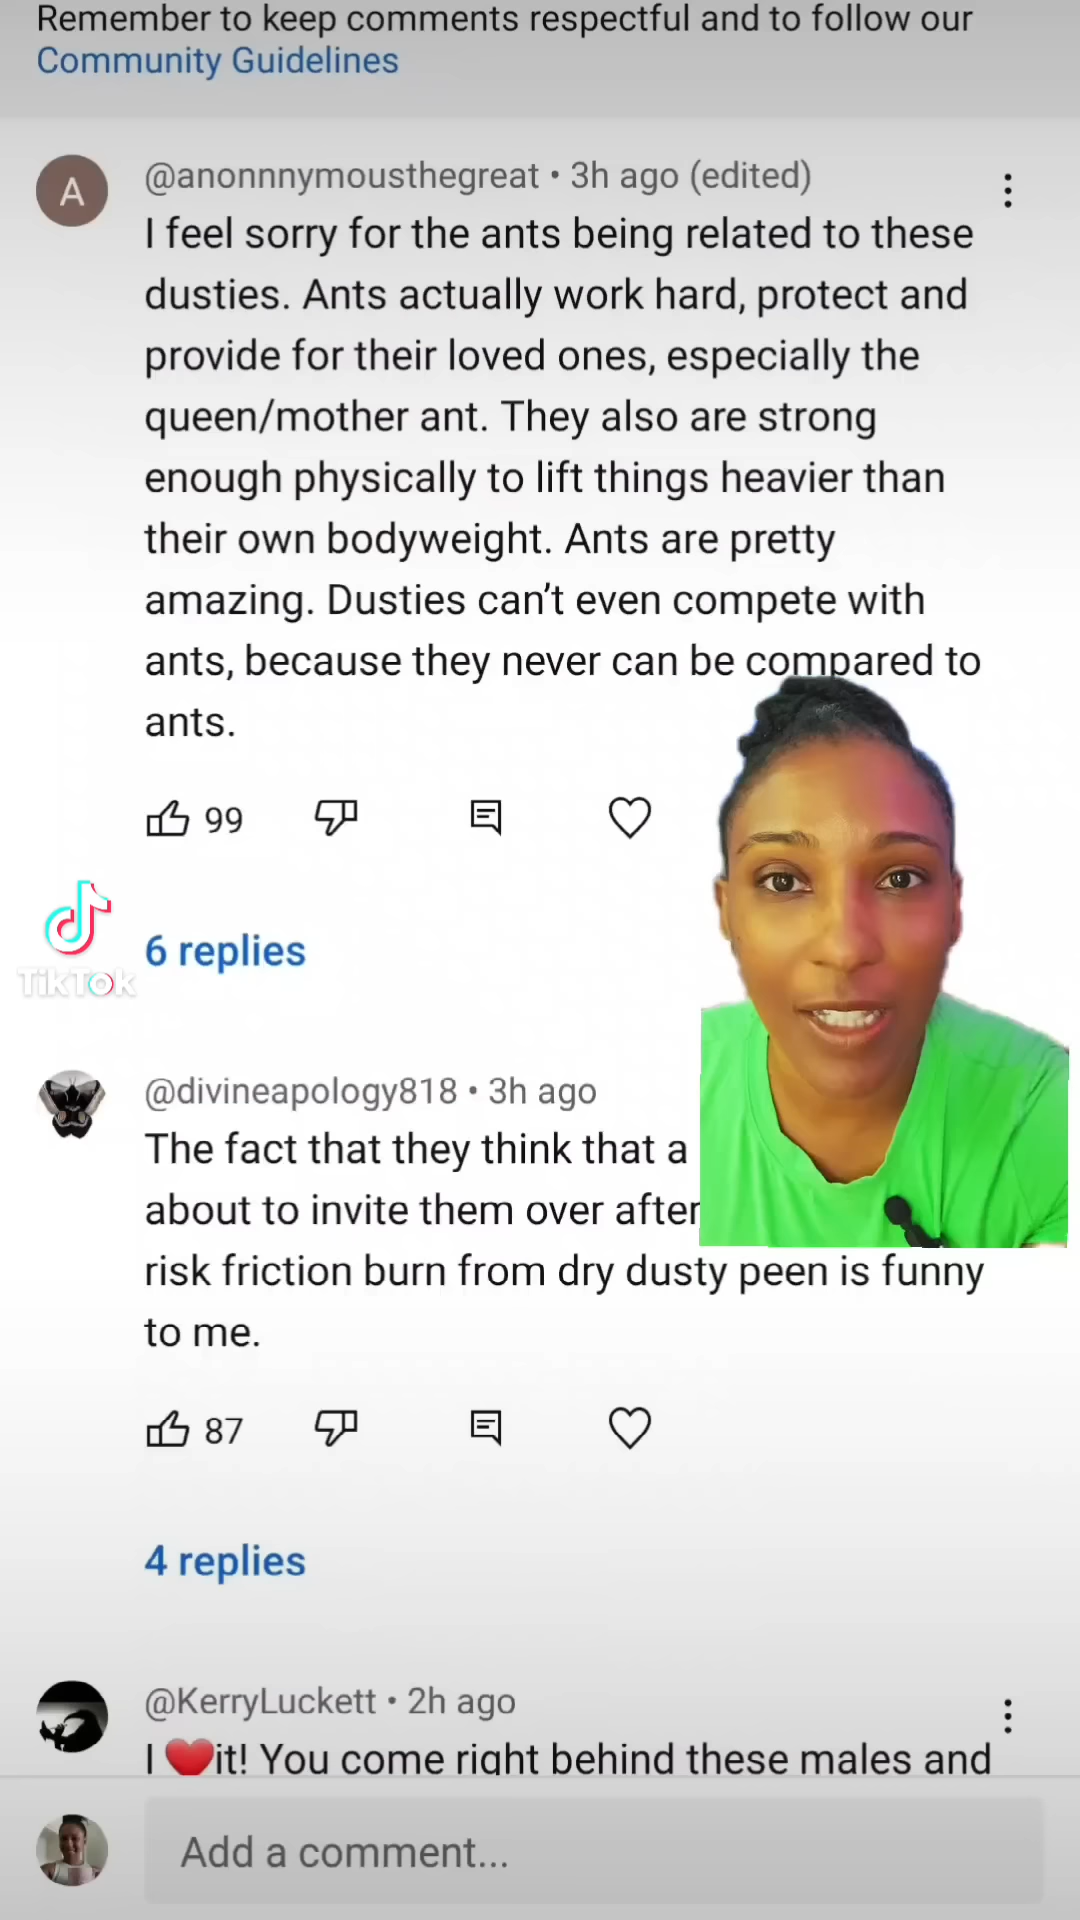 Remember to keep comments respectful and to follow our
Community Guidelines
A
@anonnnymousthegreat • 3h ago (edited)
I feel sorry for the ants being related to these
dusties. Ants actually work hard, protect and
provide for their loved ones, especially the
queen/mother ant. They also are strong
enough physically to lift things heavier than
their own bodyweight. Ants are pretty
amazing. Dusties can't even compete with
ants, because they never can be compared to
ants.
99
TikTok
6 replies
@divineapology818 • 3h ago
The fact that they think that a
about to invite them over after
risk friction burn from dry dusty peen is funny
to me.
87
4 replies
@KerryLuckett • 2h ago
I ❤️it! You come right behind these males and
Add a comment...